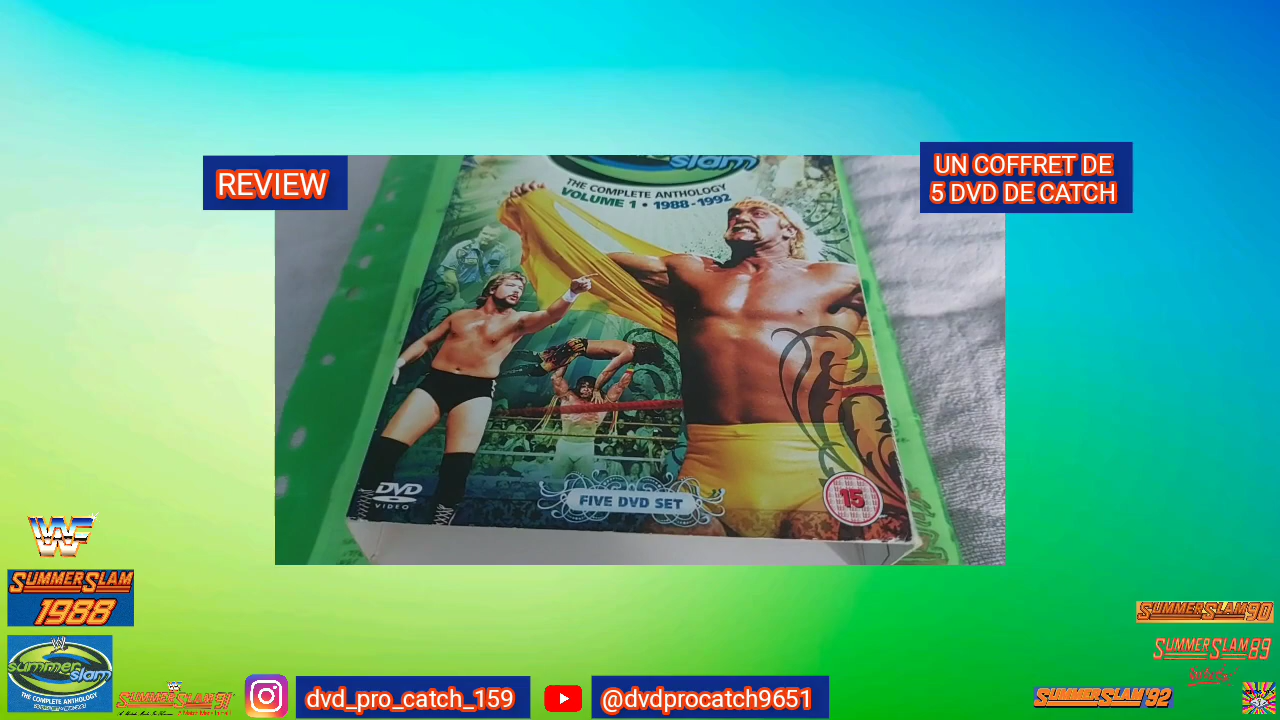 REVIEW
UN COFFRET DE
5 DVD DE CATCH
slam
THE COMPLETE ANTHOLOGY
VOLUME 1 • 1988-1992
DVD
VIDEO
FIVE DVD SET
15
WF
SUMMERSLAM
1988
summerslam
THE COMPLETE ANTHOLOGY
SUMMERSLAM 91
SUMMERSLAM 90
SUMMERSLAM 89
SUMMERSLAM '92
dvd_pro_catch_159
@dvdprocatch9651